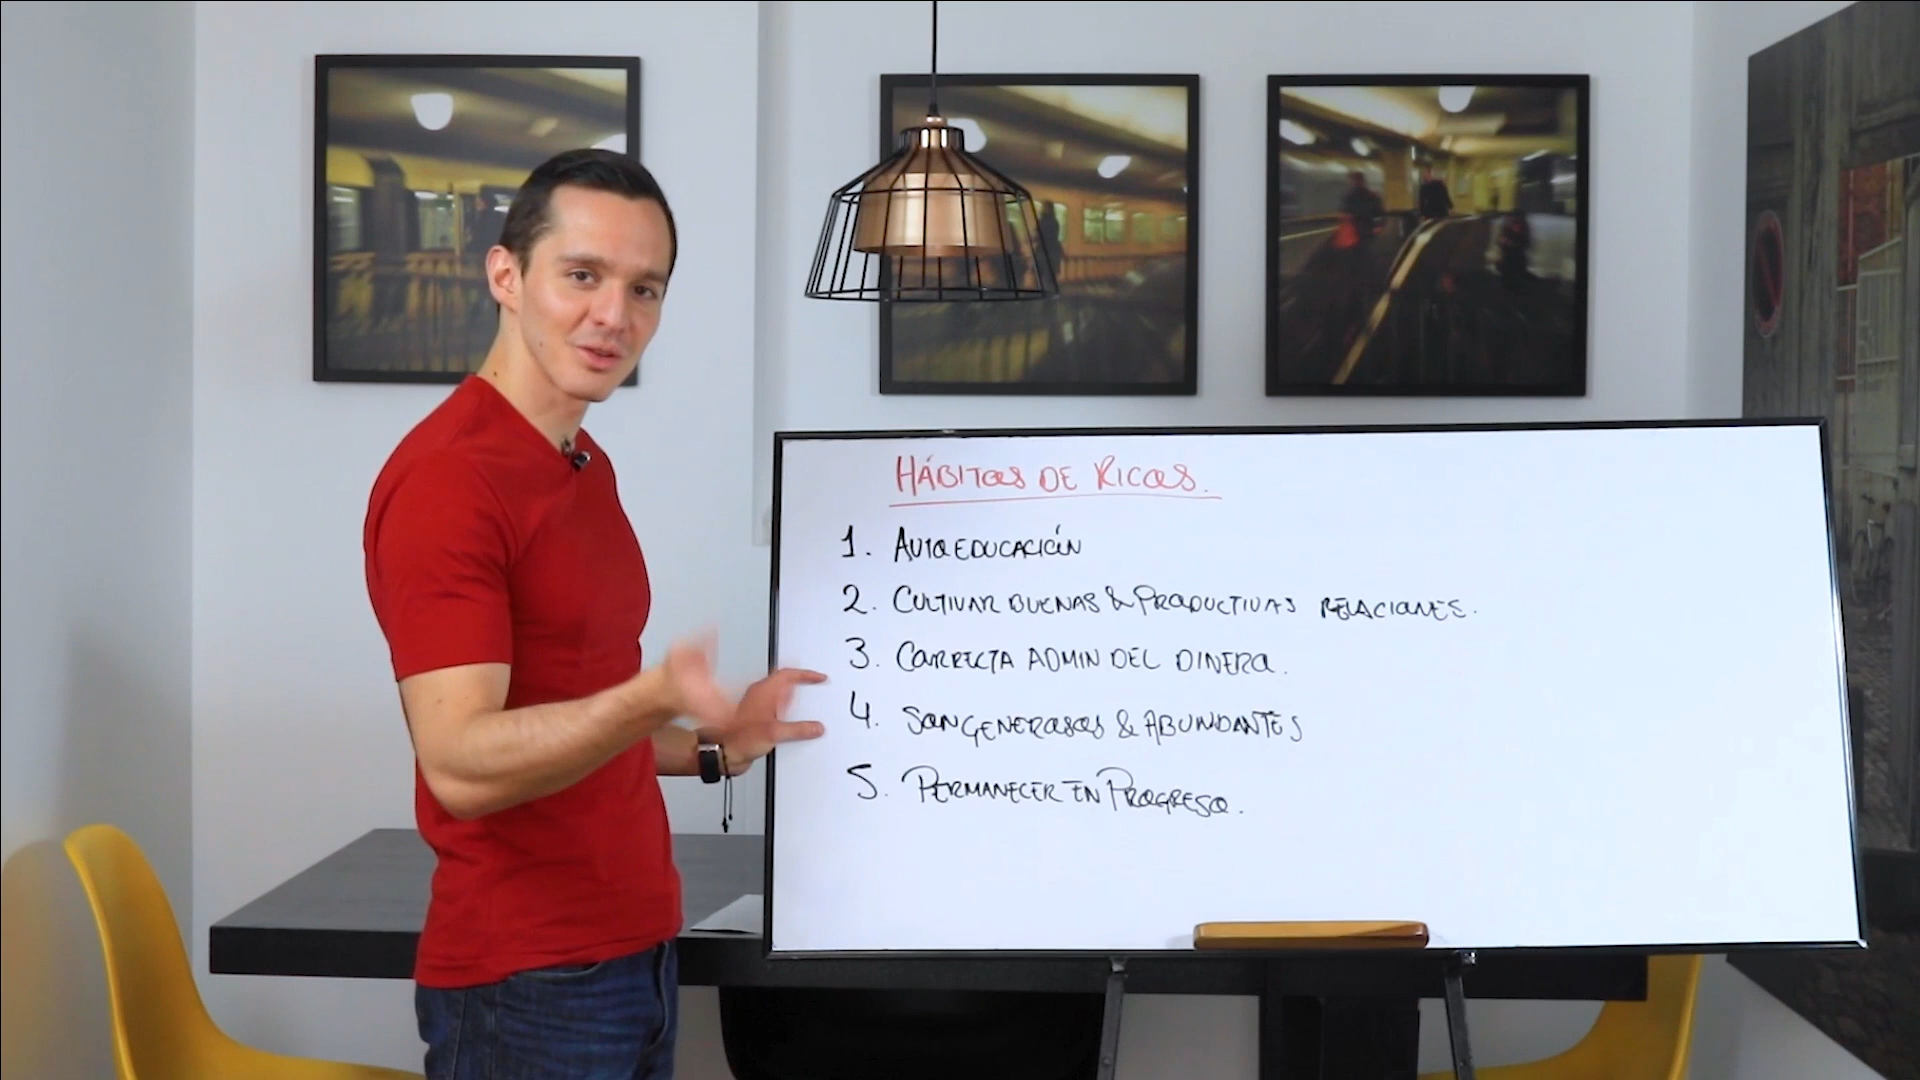 HÁBITOS DE RICOS.
1. AUTOEDUCACIÓN
2. CULTIVAR BUENAS & PRODUCTIVAS RELACIONES.
3. CORRECTA ADMIN DEL DINERO.
4. SON GENEROSOS & ABUNDANTES
5. PERMANECER EN PROGRESO.